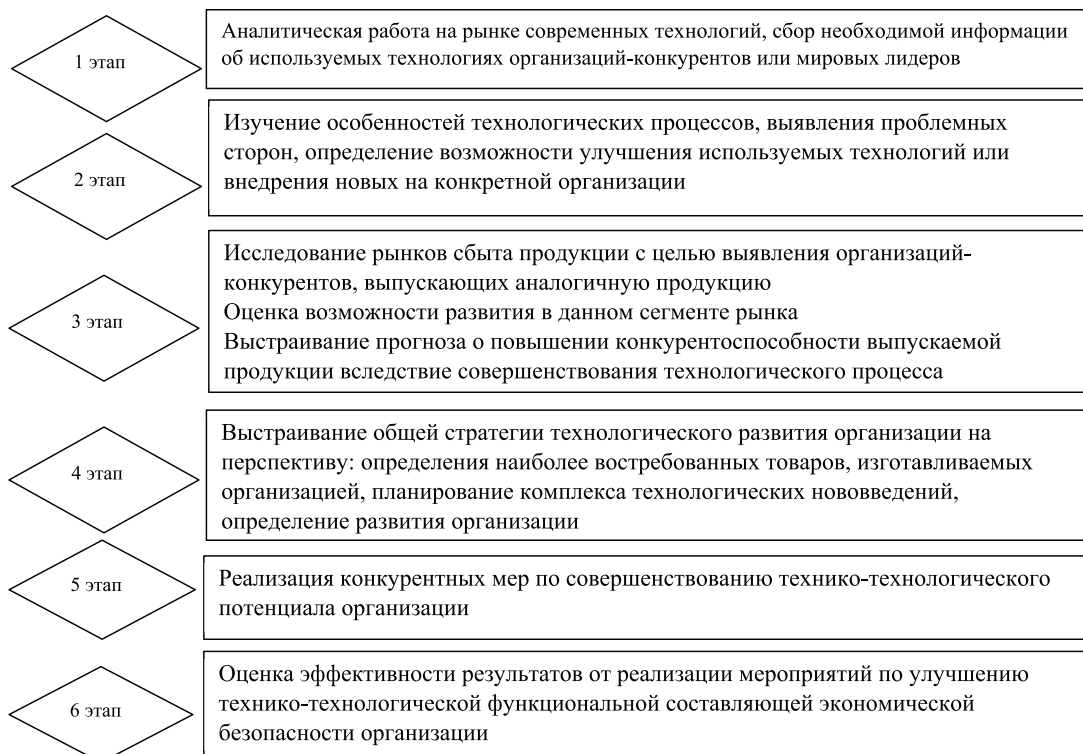 1 этап
Аналитическая работа на рынке современных технологий, сбор необходимой информации
об используемых технологиях организаций-конкурентов или мировых лидеров
2 этап
Изучение особенностей технологических процессов, выявления проблемных
сторон, определение возможности улучшения используемых технологий или
внедрения новых на конкретной организации
3 этап
Исследование рынков сбыта продукции с целью выявления организаций-
конкурентов, выпускающих аналогичную продукцию
Оценка возможности развития в данном сегменте рынка
Выстраивание прогноза о повышении конкурентоспособности выпускаемой
продукции вследствие совершенствования технологического процесса
4 этап
Выстраивание общей стратегии технологического развития организации на
перспективу: определения наиболее востребованных товаров, изготавливаемых
организацией, планирование комплекса технологических нововведений,
определение развития организации
5 этап
Реализация конкурентных мер по совершенствованию технико-технологического
потенциала организации
6 этап
Оценка эффективности результатов от реализации мероприятий по улучшению
технико-технологической функциональной составляющей экономической
безопасности организации